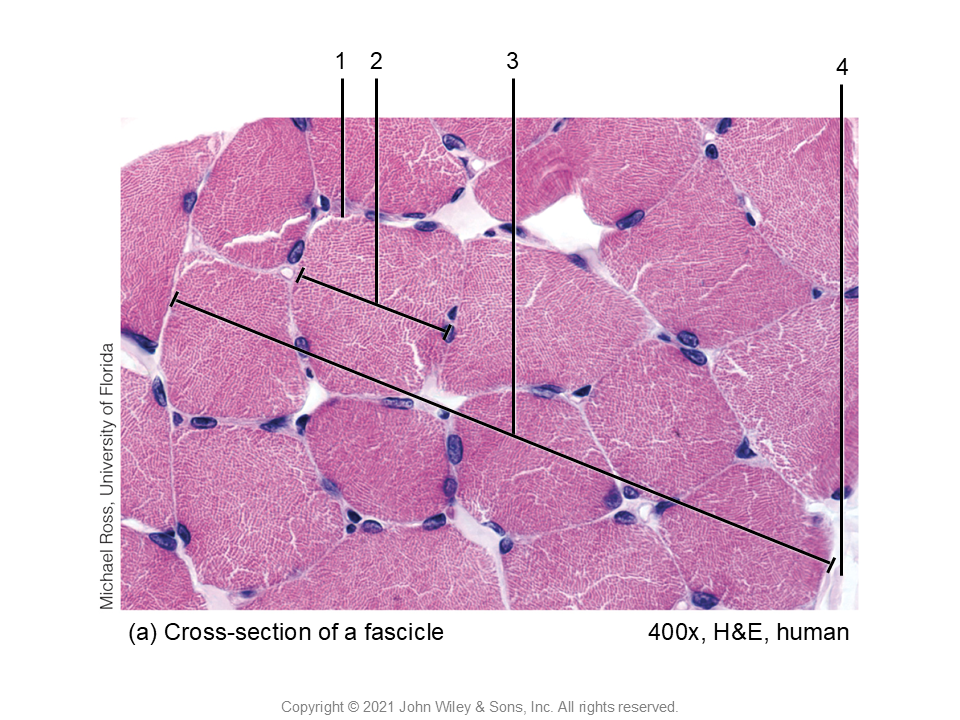 1 2 3 4
Michael Ross, University of Florida
(a) Cross-section of a fascicle 400x, H&E, human
Copyright © 2021 John Wiley & Sons, Inc. All rights reserved.